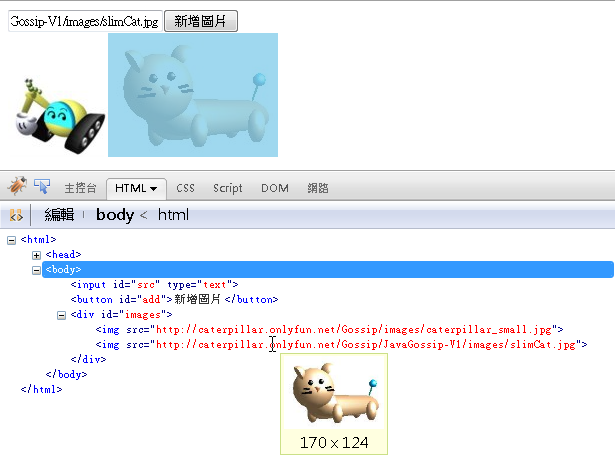 Gossip-V1/images/slimCat.jpg 新增圖片
主控台 HTML CSS Script DOM 網路
編輯 body < html
<html>
<head>
<body>
<input id="src" type="text">
<button id="add">新增圖片</button>
<div id="images">
<img src="http://caterpillar.onlyfun.net/Gossip/images/caterpillar_small.jpg">
<img src="http://caterpillar.onlyfun.net/Gossip/JavaGossip-V1/images/slimCat.jpg">
</div>
</body>
</html>
170 x 124